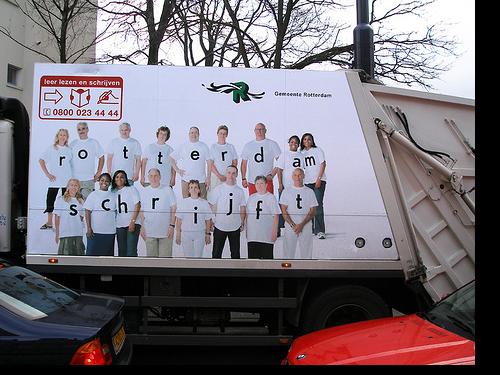 leer lezen en schrijven
0800 023 44 44
R
Gemeente Rotterdam
rotterdam
schrijft